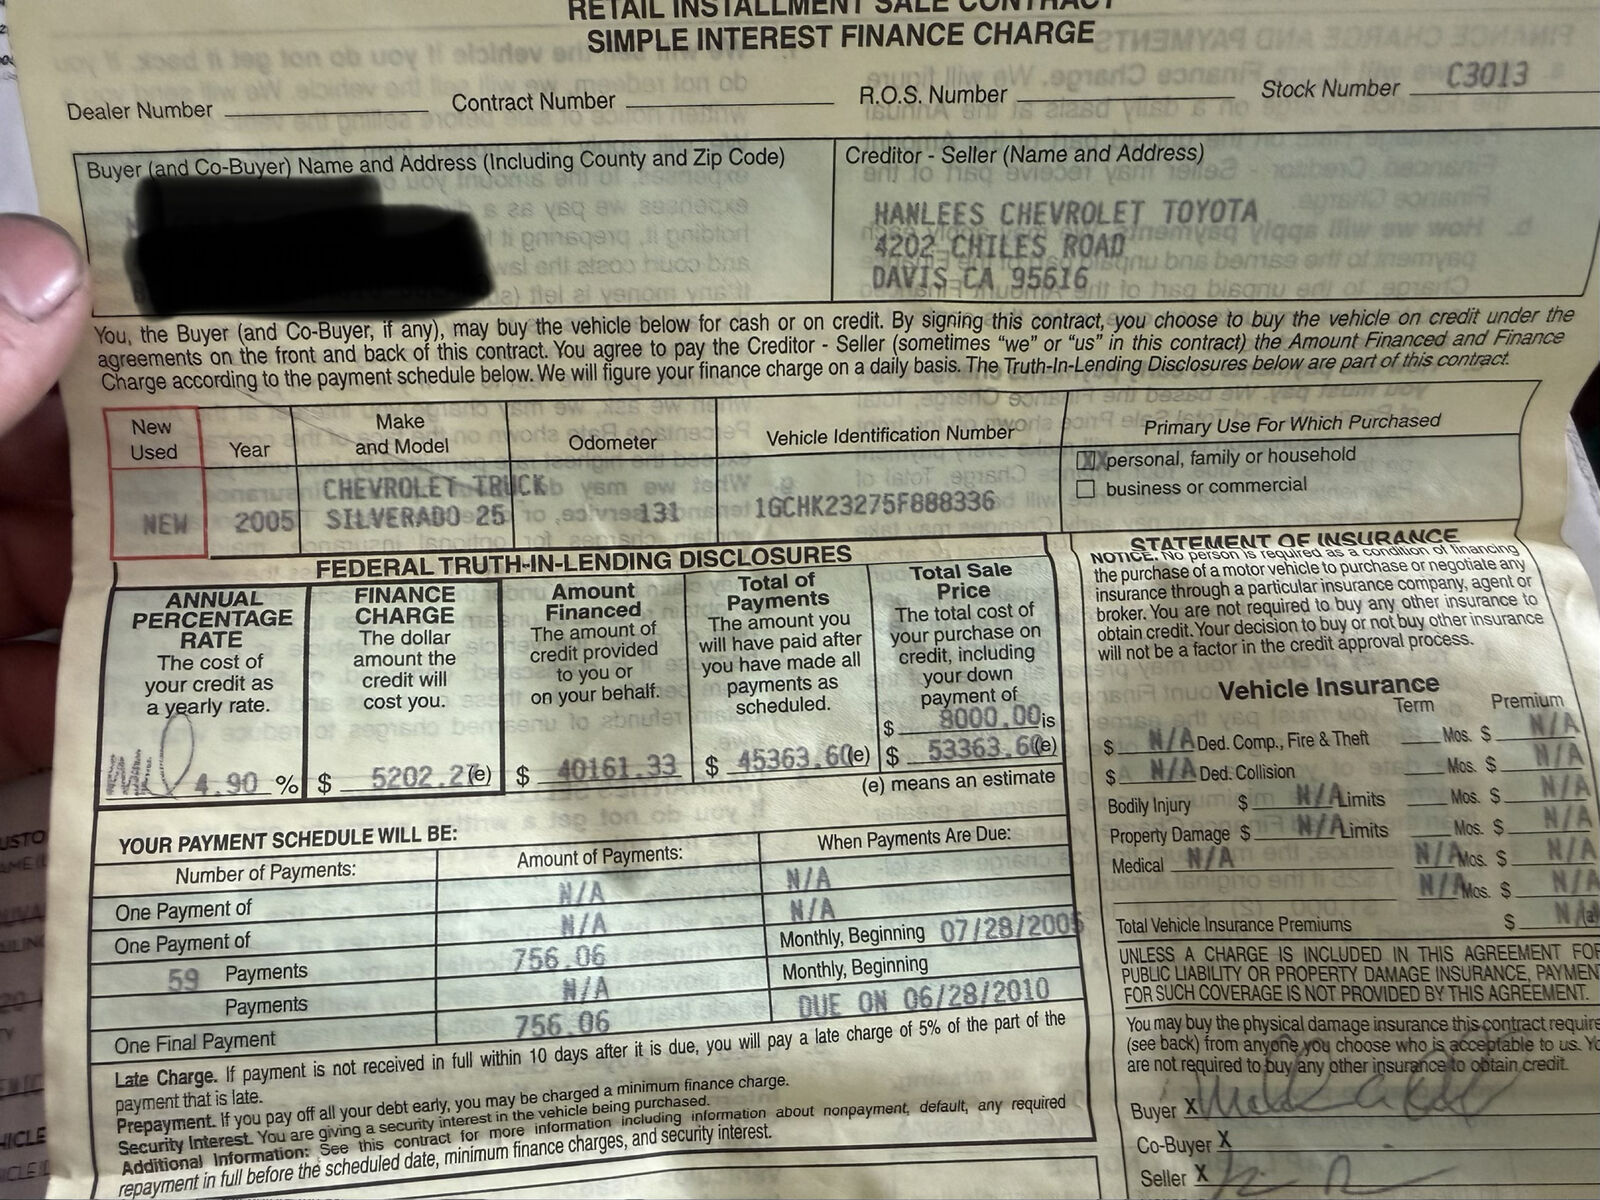 RETAIL INSTALLMENT SALE CONTRACT
SIMPLE INTEREST FINANCE CHARGE
Dealer Number Contract Number R.O.S. Number Stock Number C3013
Buyer (and Co-Buyer) Name and Address (Including County and Zip Code)
Creditor - Seller (Name and Address)
HANLEES CHEVROLET TOYOTA
4202 CHILES ROAD
DAVIS CA 95616
You, the Buyer (and Co-Buyer, if any), may buy the vehicle below for cash or on credit. By signing this contract, you choose to buy the vehicle on credit under the
agreements on the front and back of this contract. You agree to pay the Creditor - Seller (sometimes “we” or “us” in this contract) the Amount Financed and Finance
Charge according to the payment schedule below. We will figure your finance charge on a daily basis. The Truth-In-Lending Disclosures below are part of this contract.
New
Used
Year
Make
and Model
Odometer
Vehicle Identification Number
Primary Use For Which Purchased
NEW
2005
CHEVROLET TRUCK
SILVERADO 25
131
1GCHK23275F888336
X personal, family or household
business or commercial
FEDERAL TRUTH-IN-LENDING DISCLOSURES
ANNUAL
PERCENTAGE
RATE
The cost of
your credit as
a yearly rate.
4.90 %
FINANCE
CHARGE
The dollar
amount the
credit will
cost you.
$ 5202.27(e)
Amount
Financed
The amount of
credit provided
to you or
on your behalf.
$ 40161.33
Total of
Payments
The amount you
will have paid after
you have made all
payments as
scheduled.
$ 45363.60(e)
Total Sale
Price
The total cost of
your purchase on
credit, including
your down
payment of
$ 8000.00 is
$ 53363.60(e)
(e) means an estimate
YOUR PAYMENT SCHEDULE WILL BE:
Number of Payments: Amount of Payments: When Payments Are Due:
One Payment of N/A N/A
One Payment of N/A N/A
59 Payments 756.06 Monthly, Beginning 07/28/2005
Payments N/A Monthly, Beginning
One Final Payment 756.06 DUE ON 06/28/2010
Late Charge. If payment is not received in full within 10 days after it is due, you will pay a late charge of 5% of the part of the
payment that is late.
Prepayment. If you pay off all your debt early, you may be charged a minimum finance charge.
Security Interest. You are giving a security interest in the vehicle being purchased.
Additional Information: See this contract for more information including information about nonpayment, default, any required
repayment in full before the scheduled date, minimum finance charges, and security interest.
STATEMENT OF INSURANCE
NOTICE. No person is required as a condition of financing
the purchase of a motor vehicle to purchase or negotiate any
insurance through a particular insurance company, agent or
broker. You are not required to buy any other insurance to
obtain credit. Your decision to buy or not buy other insurance
will not be a factor in the credit approval process.
Vehicle Insurance
Term Premium
$ N/A Ded. Comp., Fire & Theft Mos. $ N/A
$ N/A Ded. Collision Mos. $ N/A
Bodily Injury $ N/A Limits Mos. $ N/A
Property Damage $ N/A Limits Mos. $ N/A
Medical N/A N/A Mos. $ N/A
N/A Mos. $ N/A
Total Vehicle Insurance Premiums $ N/A
UNLESS A CHARGE IS INCLUDED IN THIS AGREEMENT FOR
PUBLIC LIABILITY OR PROPERTY DAMAGE INSURANCE, PAYMENT
FOR SUCH COVERAGE IS NOT PROVIDED BY THIS AGREEMENT.
You may buy the physical damage insurance this contract require
(see back) from anyone you choose who is acceptable to us. Yo
are not required to buy any other insurance to obtain credit.
Buyer X
Co-Buyer X
Seller X